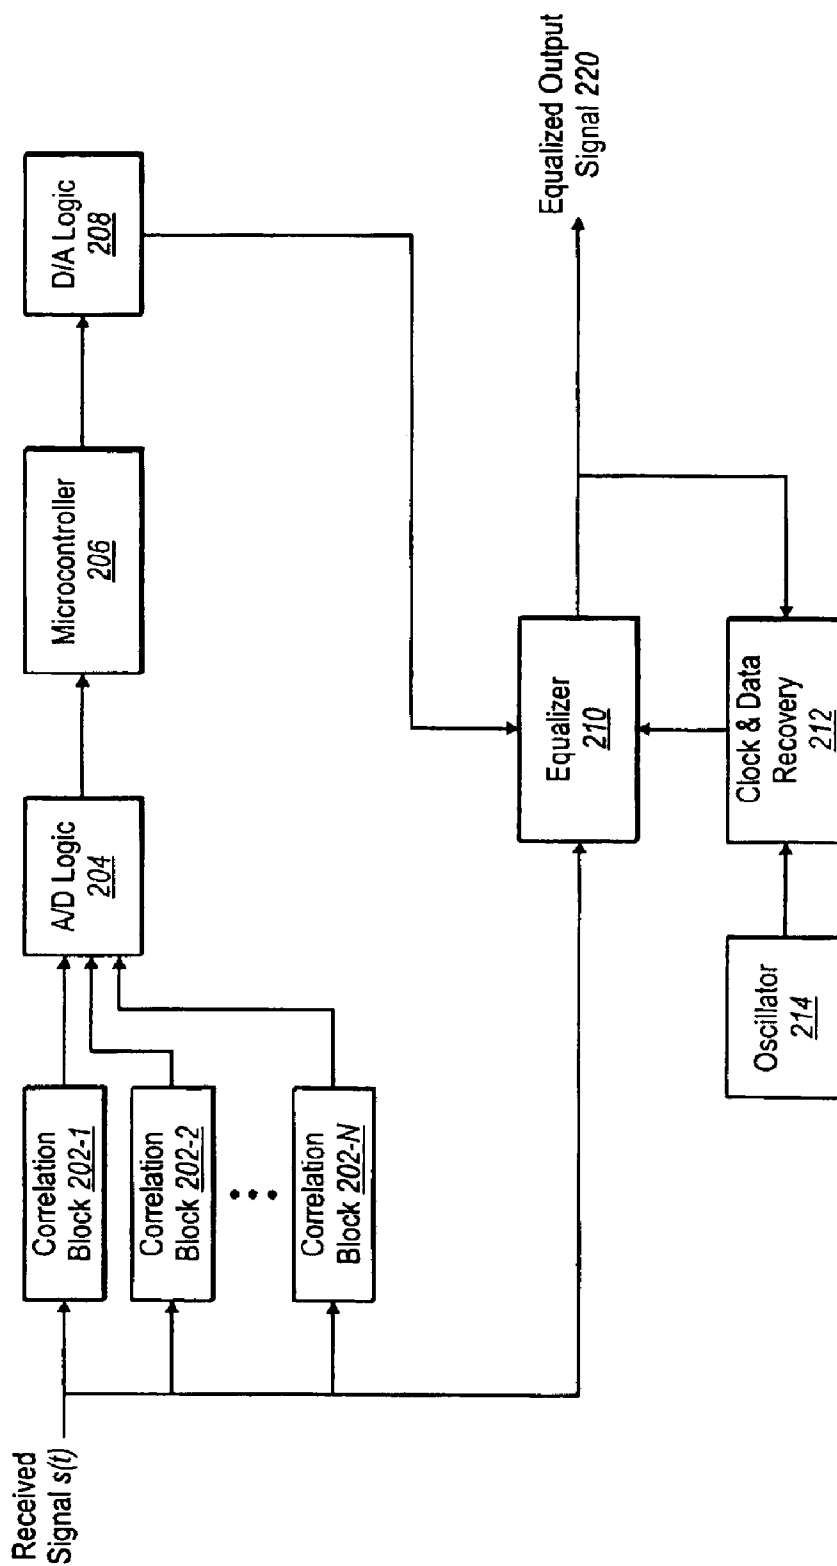 Received
Signal s(t)
Correlation
Block 202-1
Correlation
Block 202-2
Correlation
Block 202-N
A/D Logic
204
Microcontroller
206
D/A Logic
208
Equalizer
210
Equalized Output
Signal 220
Clock & Data
Recovery
212
Oscillator
214